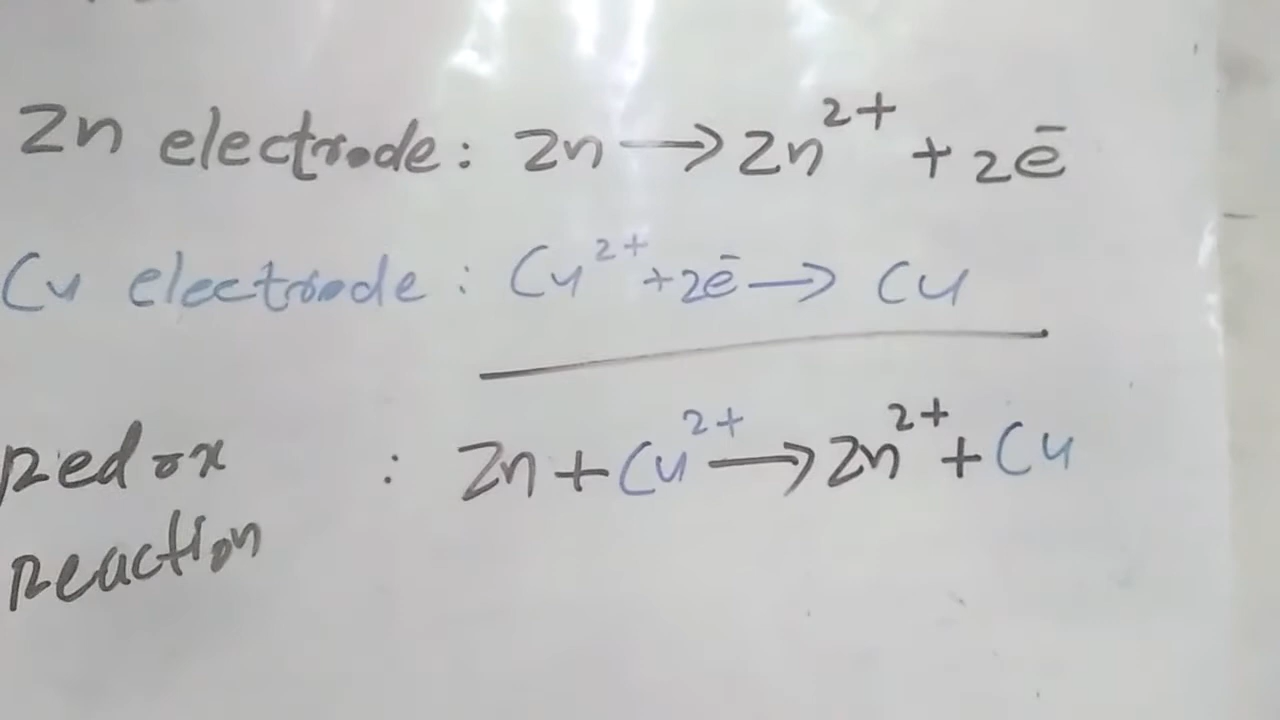 Zn electrode: Zn → Zn²⁺ + 2ē
Cu electrode: Cu²⁺ + 2ē → Cu
Redox : Zn + Cu²⁺ → Zn²⁺ + Cu
Reaction